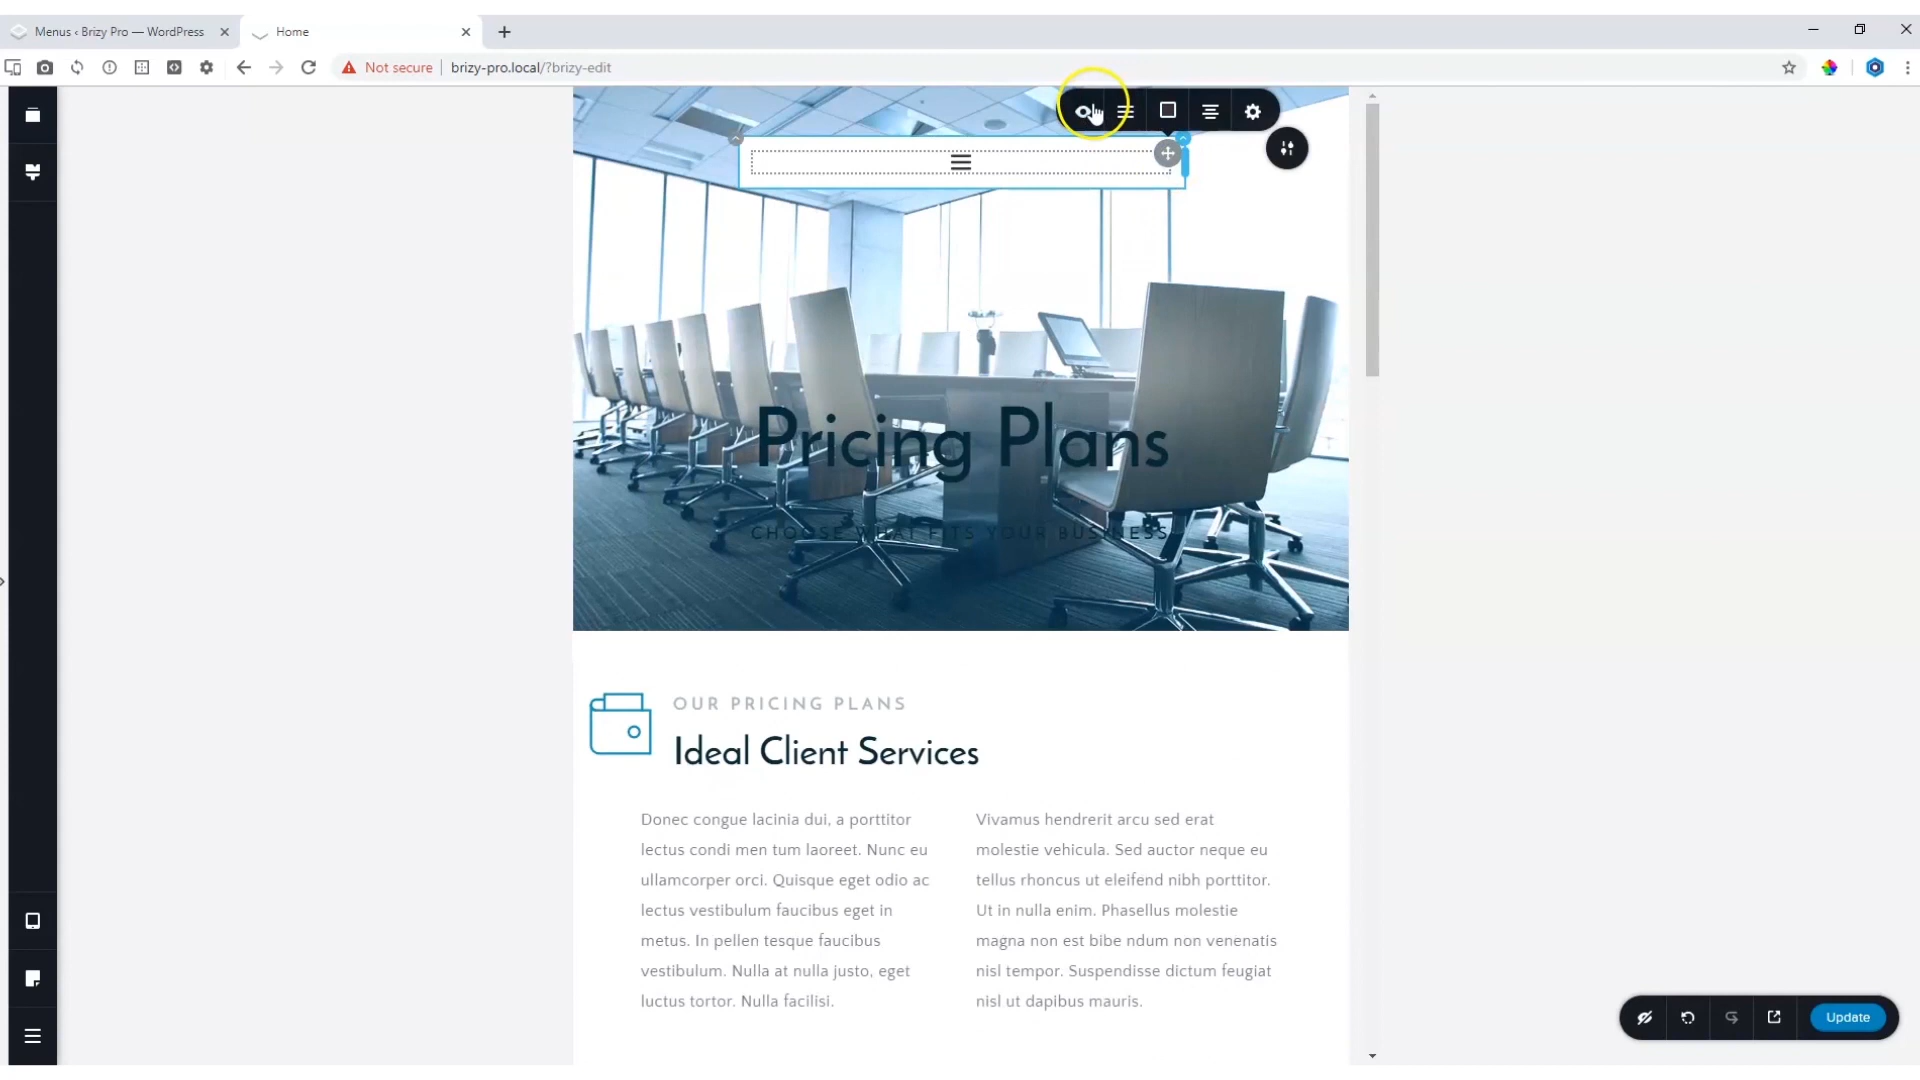 Menus ‹ Brizy Pro — WordPress
Home
Not secure
brizy-pro.local/?brizy-edit
Pricing Plans
CHOOSE WHAT FITS YOUR BUSINESS
OUR PRICING PLANS
Ideal Client Services
Donec congue lacinia dui, a porttitor
lectus condi men tum laoreet. Nunc eu
ullamcorper orci. Quisque eget odio ac
lectus vestibulum faucibus eget in
metus. In pellen tesque faucibus
vestibulum. Nulla at nulla justo, eget
luctus tortor. Nulla facilisi.
Vivamus hendrerit arcu sed erat
molestie vehicula. Sed auctor neque eu
tellus rhoncus ut eleifend nibh porttitor.
Ut in nulla enim. Phasellus molestie
magna non est bibe ndum non venenatis
nisl tempor. Suspendisse dictum feugiat
nisl ut dapibus mauris.
Update